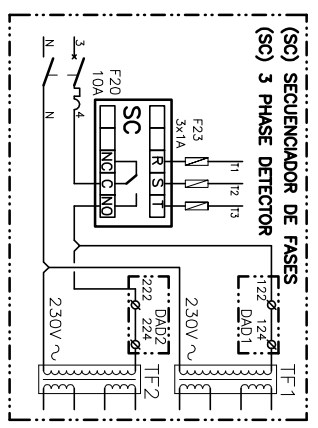 (SC) SECUENCIADOR DE FASES
(SC) 3 PHASE DETECTOR
N
3
F20
10A
N
4
SC
F23
3x1A
NC
C
NO
R
S
T
T1
T2
T3
222
224
DAD2
122
124
DAD1
230V ~
230V ~
TF2
TF1